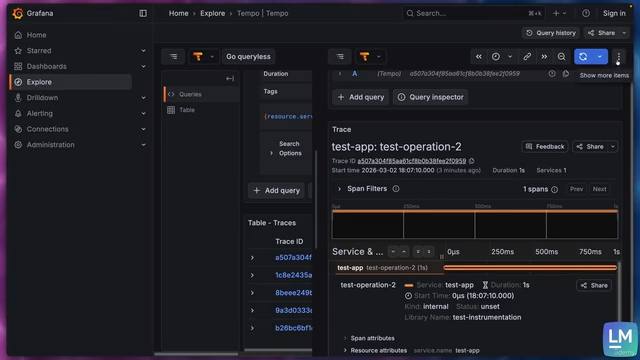 Grafana
Home > Explore > Tempo | Tempo
Search...
⌘+k
Sign in
Query history
Share
Home
Starred
Dashboards
Explore
Drilldown
Alerting
Connections
Administration
Go queryless
Show more items
Queries
Table
Duration
Tags
{resource.serv
Search
Options
+ Add query
Table - Traces
Trace ID
a507a304f
1c8e2435a
8beee249b
9a3d0333d
b26bc6bf1
A (Tempo) a507a304f85aa61cf8b0b38fee2f0959
+ Add query
Query inspector
Trace
test-app: test-operation-2
Feedback
Share
Trace ID a507a304f85aa61cf8b0b38fee2f0959
Start time 2026-03-02 18:07:10.000 (3 minutes ago) Duration 1s Services 1
Span Filters
1 spans
Prev
Next
0µs 250ms 500ms 750ms 1s
Service & ...
0µs 250ms 500ms 750ms 1s
test-app test-operation-2 (1s)
test-operation-2
Service: test-app Duration: 1s
Share
Start Time: 0µs (18:07:10.000)
Kind: internal Status: unset
Library Name: test-instrumentation
Span attributes
Resource attributes service.name test-app
LM
udemy